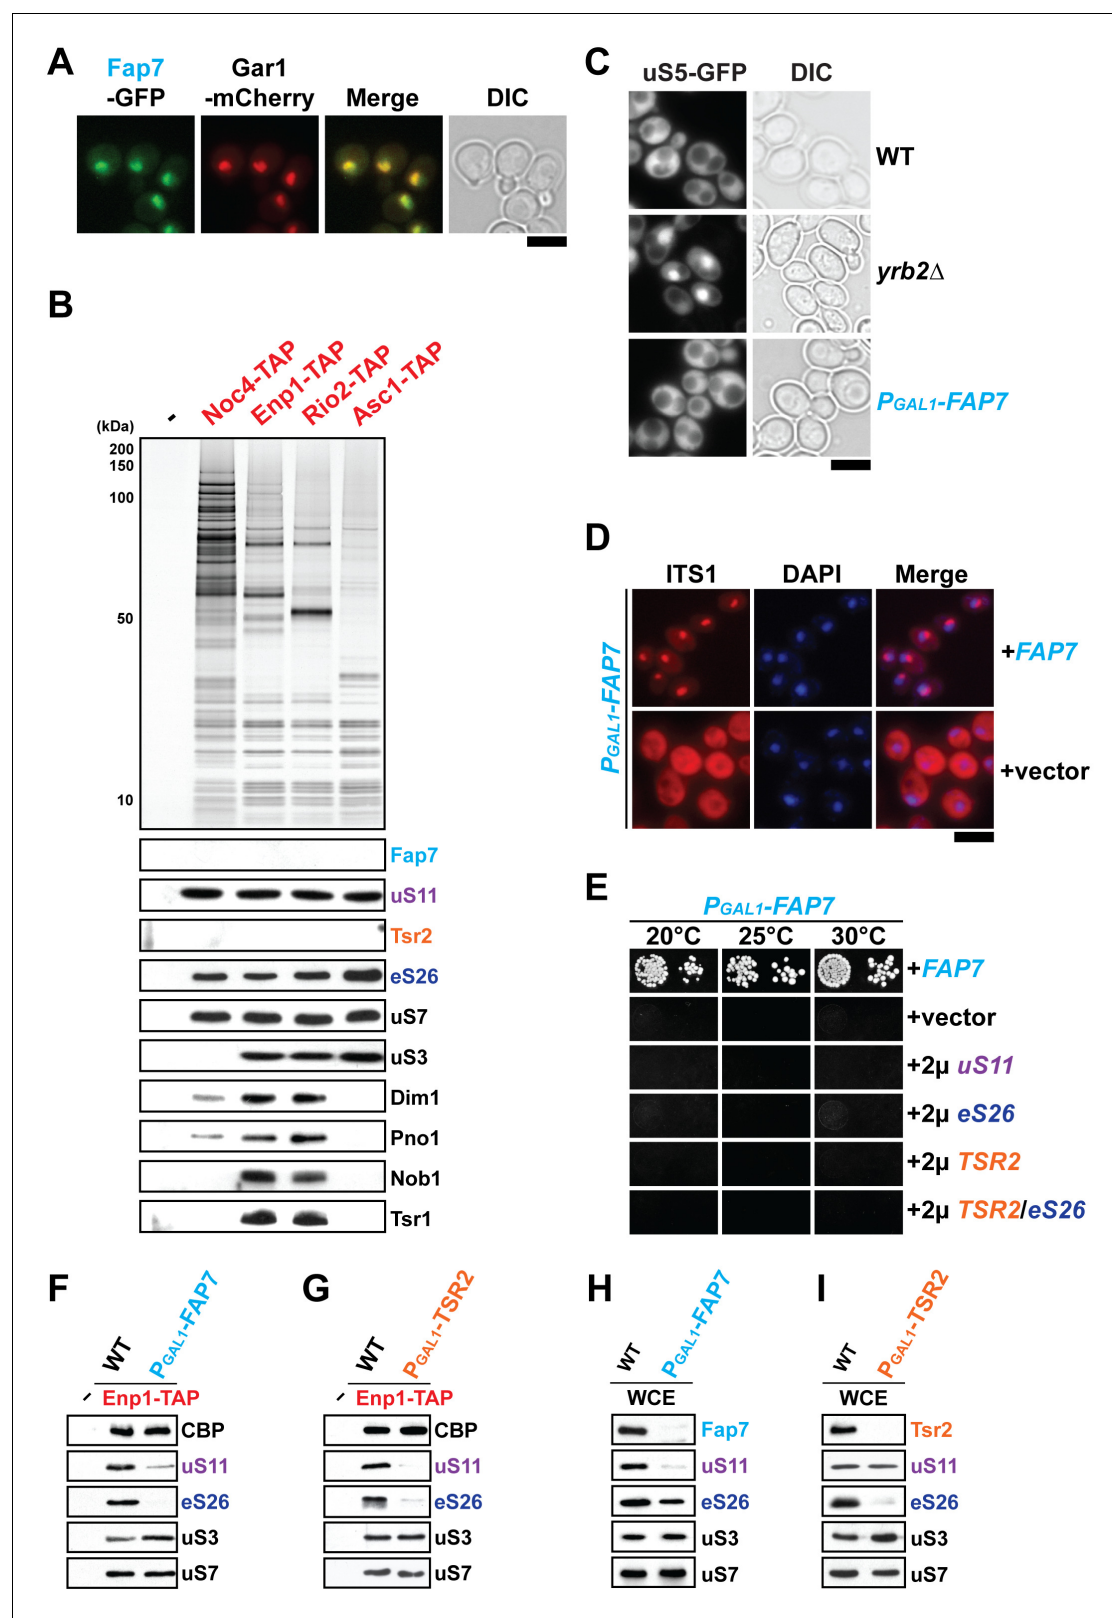 A
Fap7
-GFP
Gar1
-mCherry
Merge
DIC
B
(kDa)
-
Noc4-TAP
Enp1-TAP
Rio2-TAP
Asc1-TAP
200
150
100
50
10
Fap7
uS11
Tsr2
eS26
uS7
uS3
Dim1
Pno1
Nob1
Tsr1
C
uS5-GFP
DIC
WT
yrb2Δ
PGAL1-FAP7
D
ITS1
DAPI
Merge
PGAL1-FAP7
+FAP7
+vector
E
PGAL1-FAP7
20°C
25°C
30°C
+FAP7
+vector
+2µ uS11
+2µ eS26
+2µ TSR2
+2µ TSR2/eS26
F
-
WT
PGAL1-FAP7
Enp1-TAP
CBP
uS11
eS26
uS3
uS7
G
-
WT
PGAL1-TSR2
Enp1-TAP
CBP
uS11
eS26
uS3
uS7
H
WT
PGAL1-FAP7
WCE
Fap7
uS11
eS26
uS3
uS7
I
WT
PGAL1-TSR2
WCE
Tsr2
uS11
eS26
uS3
uS7